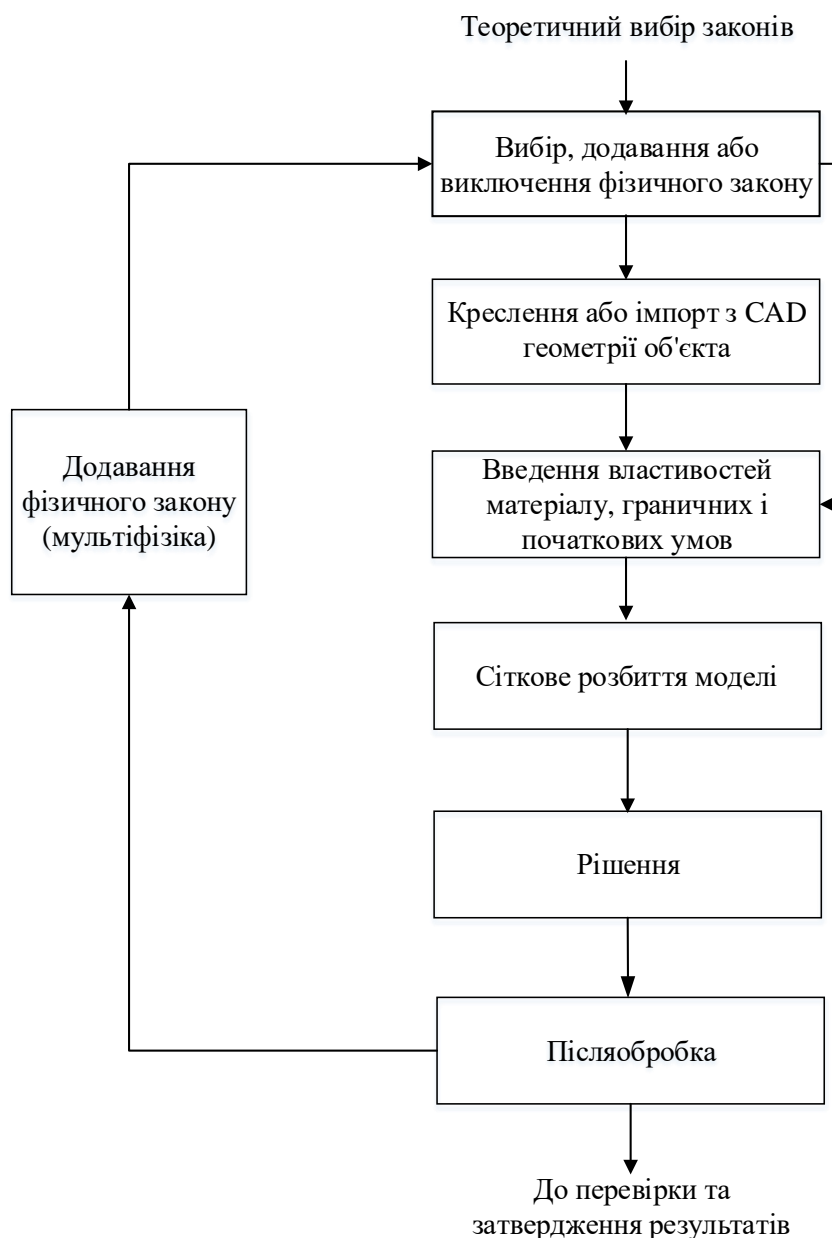 Теоретичний вибір законів
Вибір, додавання або
виключення фізичного закону
Креслення або імпорт з CAD
геометрії об'єкта
Додавання
фізичного закону
(мультіфізика)
Введення властивостей
матеріалу, граничних і
початкових умов
Сіткове розбиття моделі
Рішення
Післяобробка
До перевірки та
затвердження результатів